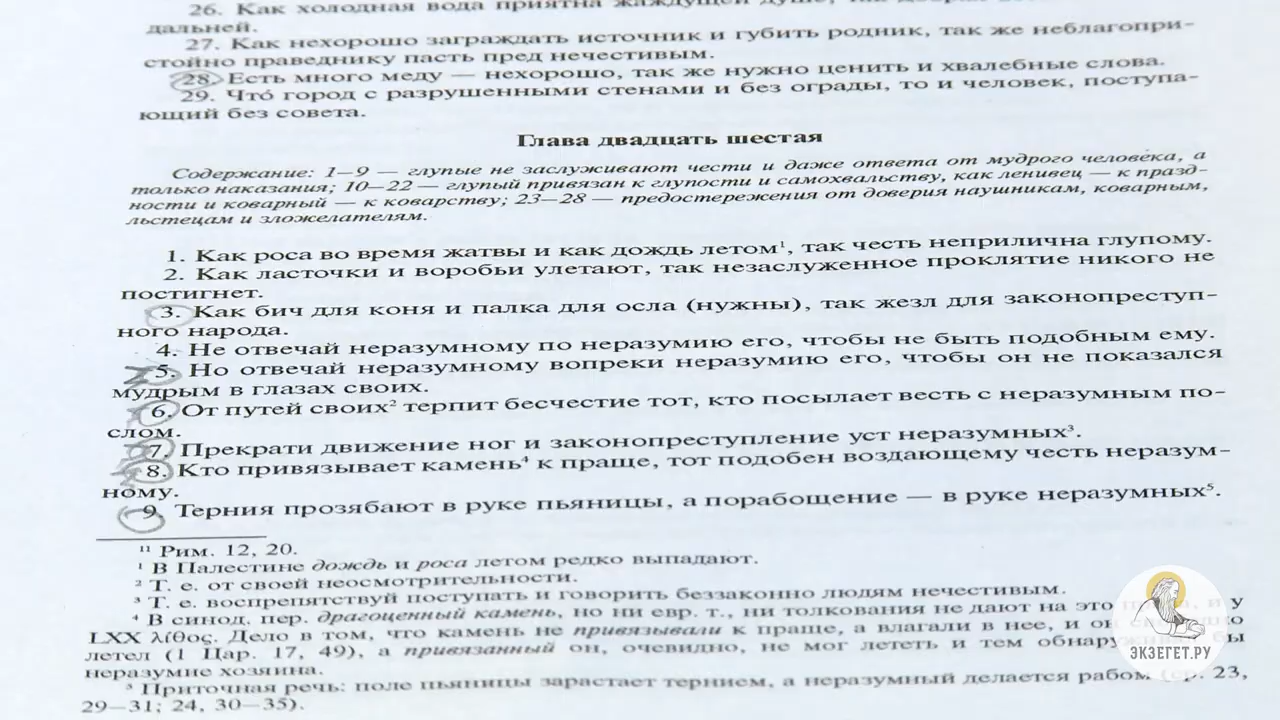 26. Как холодная вода приятна жаждущей душе, так
дальней.
27. Как нехорошо заграждать источник и губить родник, так же неблагопри-
стойно праведнику пасть пред нечестивым.
28. Есть много меду — нехорошо, так же нужно ценить и хвалебные слова.
29. Что́ город с разрушенными стенами и без ограды, то и человек, поступа-
ющий без совета.
Глава двадцать шестая
Содержание: 1—9 — глупые не заслуживают чести и даже ответа от мудрого человека, а
только наказания; 10—22 — глупый привязан к глупости и самохвальству, как ленивец — к празд-
ности и коварный — к коварству; 23—28 — предостережения от доверия наушникам, коварным,
льстецам и зложелателям.
1. Как роса во время жатвы и как дождь летом¹, так честь неприлична глупому.
2. Как ласточки и воробьи улетают, так незаслуженное проклятие никого не
постигнет.
3. Как бич для коня и палка для осла (нужны), так жезл для законопреступ-
ного народа.
4. Не отвечай неразумному по неразумию его, чтобы не быть подобным ему.
5. Но отвечай неразумному вопреки неразумию его, чтобы он не показался
мудрым в глазах своих.
6. От путей своих² терпит бесчестие тот, кто посылает весть с неразумным по-
слом.
7. Прекрати движение ног и законопреступление уст неразумных³.
8. Кто привязывает камень⁴ к праще, тот подобен воздающему честь неразум-
ному.
9. Терния прозябают в руке пьяницы, а порабощение — в руке неразумных⁵.
¹¹ Рим. 12, 20.
¹ В Палестине дождь и роса летом редко выпадают.
² Т. е. от своей неосмотрительности.
³ Т. е. воспрепятствуй поступать и говорить беззаконно людям нечестивым.
⁴ В синод. пер. драгоценный камень, но ни евр. т., ни толкования не дают на это и у
LXX λίθος. Дело в том, что камень не привязывали к праще, а влагали в нее, и он
летел (1 Цар. 17, 49), а привязанный он, очевидно, не мог лететь и тем бы
неразумие хозяина.
⁵ Приточная речь: поле пьяницы зарастает тернием, а неразумный делается рабом (ср. 23,
29—31; 24, 30—35).
ЭКЗЕГЕТ.РУ